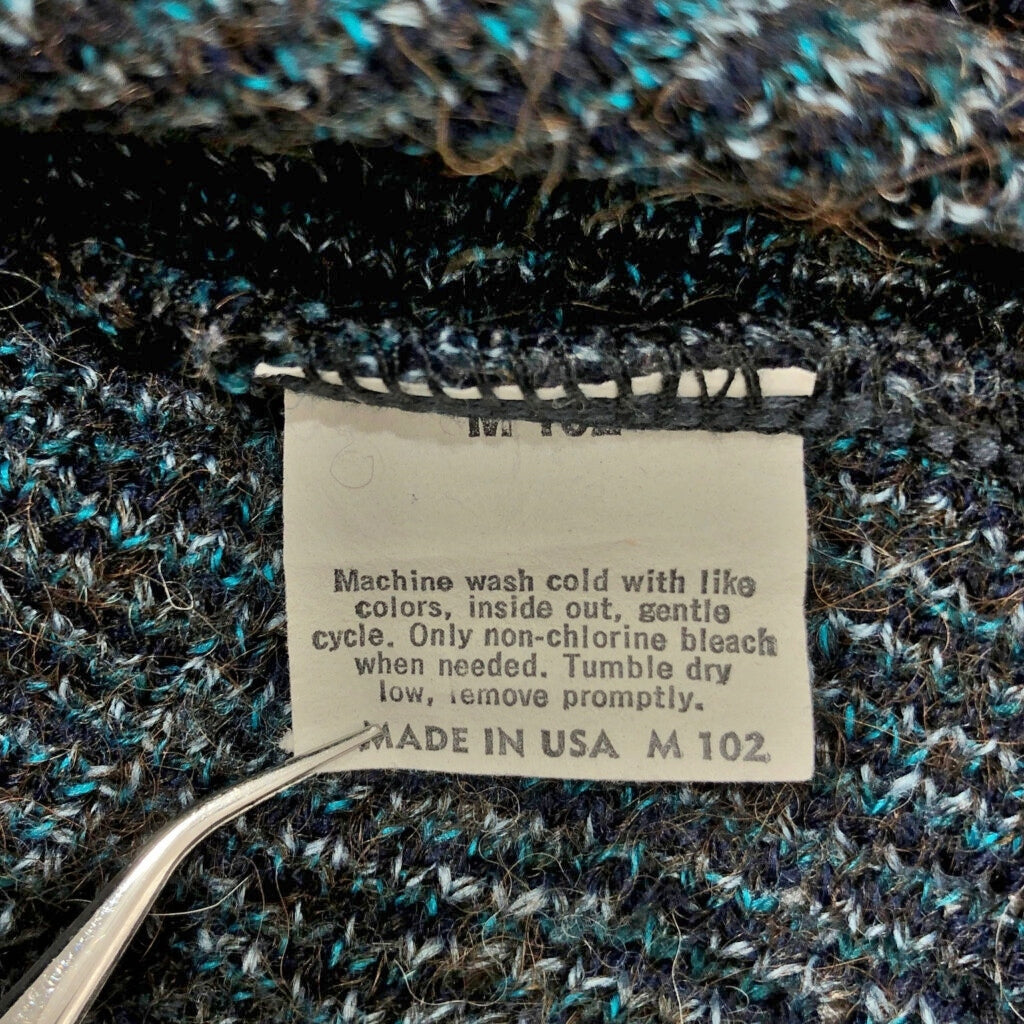 M 102
Machine wash cold with like
colors, inside out, gentle
cycle. Only non-chlorine bleach
when needed. Tumble dry
low, remove promptly.
MADE IN USA M 102